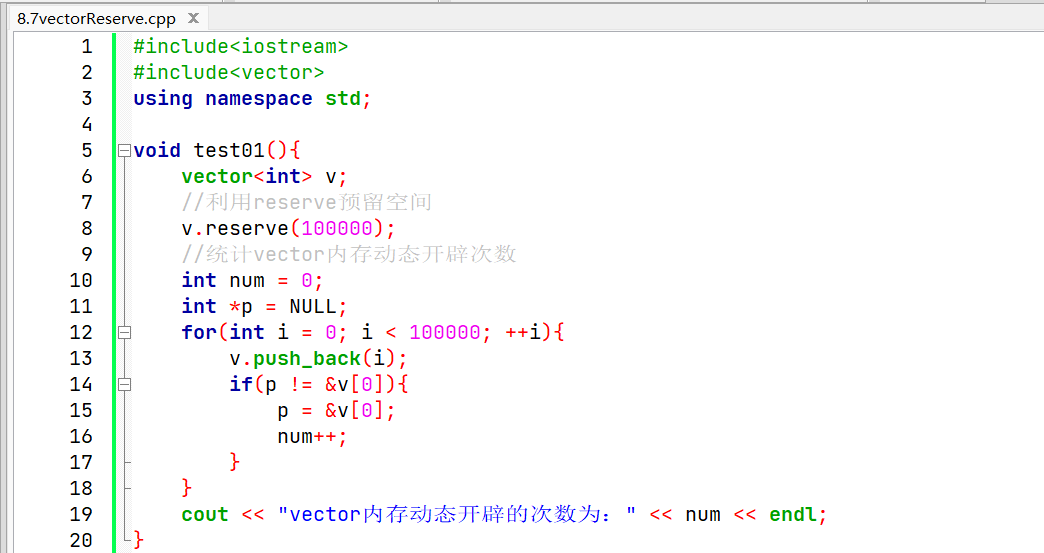 8.7vectorReserve.cpp
1 #include<iostream>
2 #include<vector>
3 using namespace std;
4
5 void test01(){
6     vector<int> v;
7     //利用reserve预留空间
8     v.reserve(100000);
9     //统计vector内存动态开辟次数
10     int num = 0;
11     int *p = NULL;
12     for(int i = 0; i < 100000; ++i){
13         v.push_back(i);
14         if(p != &v[0]){
15             p = &v[0];
16             num++;
17         }
18     }
19     cout << "vector内存动态开辟的次数为：" << num << endl;
20 }